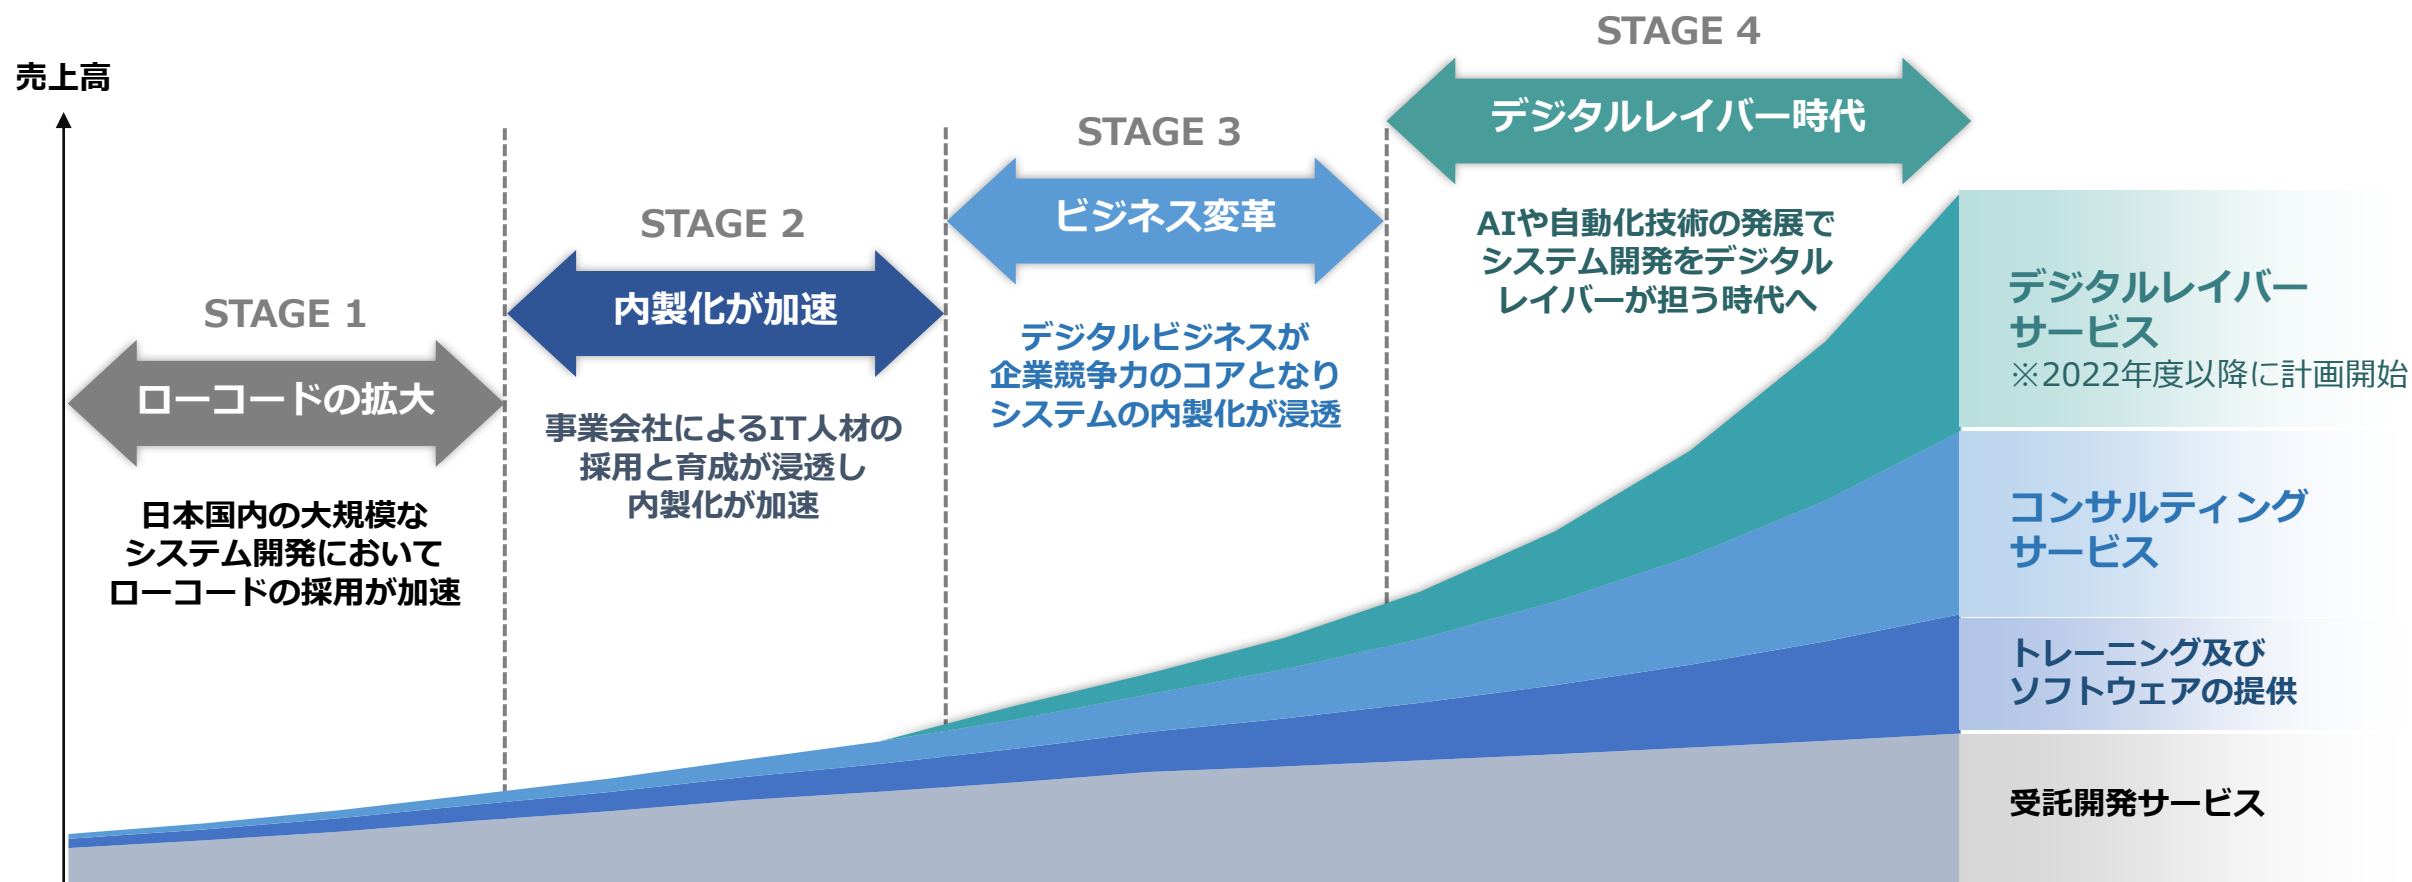 売上高
STAGE 1
ローコードの拡大
日本国内の大規模な
システム開発において
ローコードの採用が加速
STAGE 2
内製化が加速
事業会社によるIT人材の
採用と育成が浸透し
内製化が加速
STAGE 3
ビジネス変革
デジタルビジネスが
企業競争力のコアとなり
システムの内製化が浸透
STAGE 4
デジタルレイバー時代
AIや自動化技術の発展で
システム開発をデジタル
レイバーが担う時代へ
デジタルレイバー
サービス
※2022年度以降に計画開始
コンサルティング
サービス
トレーニング及び
ソフトウェアの提供
受託開発サービス